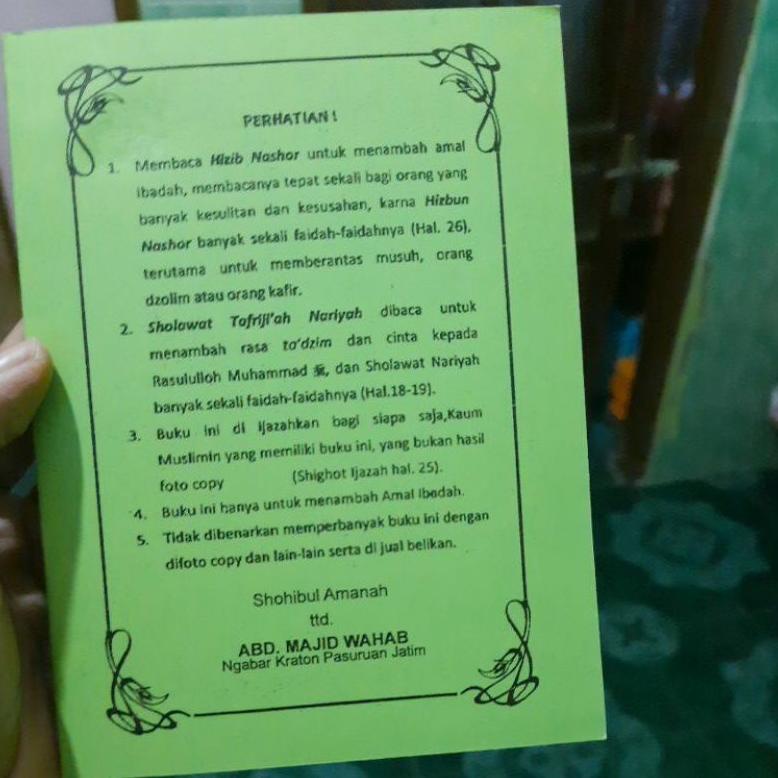 PERHATIAN !
1. Membaca Hizib Nashor untuk menambah amal
ibadah, membacanya tepat sekali bagi orang yang
banyak kesulitan dan kesusahan, karna Hizbun
Nashor banyak sekali faidah-faidahnya (Hal. 26),
terutama untuk memberantas musuh, orang
dzolim atau orang kafir.
2. Sholawat Tafriji'ah Nariyah dibaca untuk
menambah rasa ta'dzim dan cinta kepada
Rasululloh Muhammad ﷺ, dan Sholawat Nariyah
banyak sekali faidah-faidahnya (Hal.18-19).
3. Buku ini di ijazahkan bagi siapa saja,Kaum
Muslimin yang memiliki buku ini, yang bukan hasil
foto copy (Shighot Ijazah hal. 25).
4. Buku ini hanya untuk menambah Amal Ibadah.
5. Tidak dibenarkan memperbanyak buku ini dengan
difoto copy dan lain-lain serta di jual belikan.
Shohibul Amanah
ttd.
ABD. MAJID WAHAB
Ngabar Kraton Pasuruan Jatim